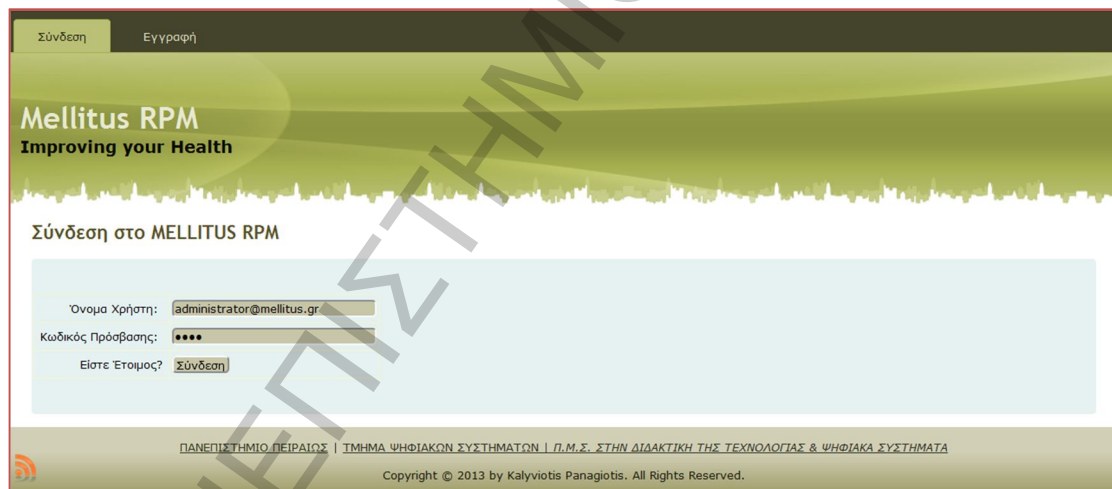 Σύνδεση Εγγραφή
Mellitus RPM
Improving your Health
Σύνδεση στο MELLITUS RPM
Όνομα Χρήστη: administrator@mellitus.gr
Κωδικός Πρόσβασης: ••••
Είστε Έτοιμος? Σύνδεση
ΠΑΝΕΠΙΣΤΗΜΙΟ ΠΕΙΡΑΙΩΣ | ΤΜΗΜΑ ΨΗΦΙΑΚΩΝ ΣΥΣΤΗΜΑΤΩΝ | Π.Μ.Σ. ΣΤΗΝ ΔΙΔΑΚΤΙΚΗ ΤΗΣ ΤΕΧΝΟΛΟΓΙΑΣ & ΨΗΦΙΑΚΑ ΣΥΣΤΗΜΑΤΑ
Copyright © 2013 by Kalyviotis Panagiotis. All Rights Reserved.